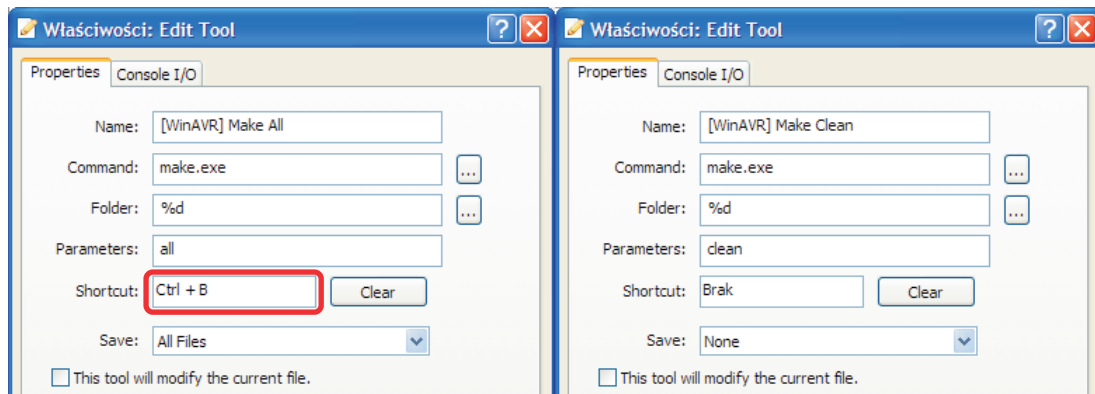 Właściwości: Edit Tool
Properties
Console I/O
Name: [WinAVR] Make All
Command: make.exe ...
Folder: %d ...
Parameters: all
Shortcut: Ctrl + B Clear
Save: All Files
This tool will modify the current file.
Właściwości: Edit Tool
Properties
Console I/O
Name: [WinAVR] Make Clean
Command: make.exe ...
Folder: %d ...
Parameters: clean
Shortcut: Brak Clear
Save: None
This tool will modify the current file.